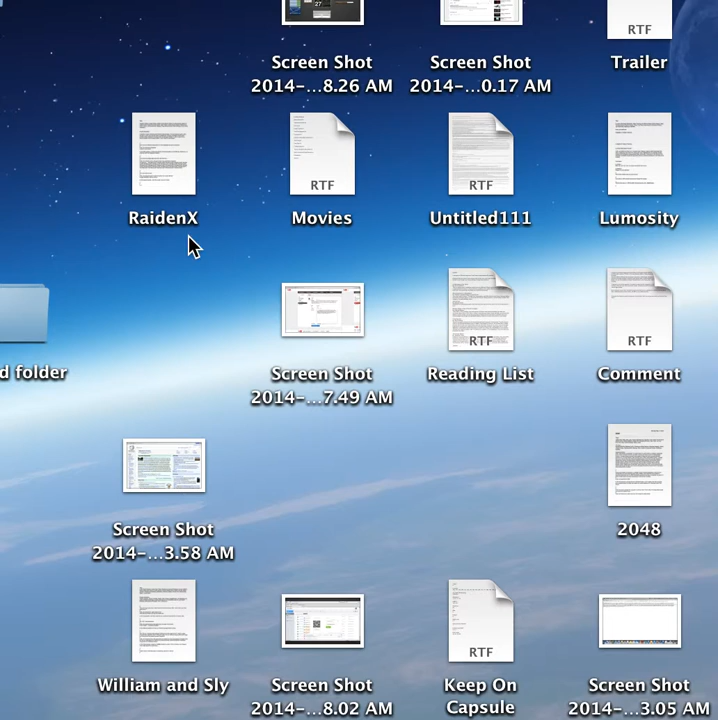 27
RTF
Screen Shot
2014-...8.26 AM
Screen Shot
2014-...0.17 AM
Trailer
RTF
RTF
RaidenX
Movies
Untitled111
Lumosity
RTF
RTF
d folder
Screen Shot
2014-...7.49 AM
Reading List
Comment
Screen Shot
2014-...3.58 AM
2048
RTF
William and Sly
Screen Shot
2014-...8.02 AM
Keep On
Capsule
Screen Shot
2014-...3.05 AM